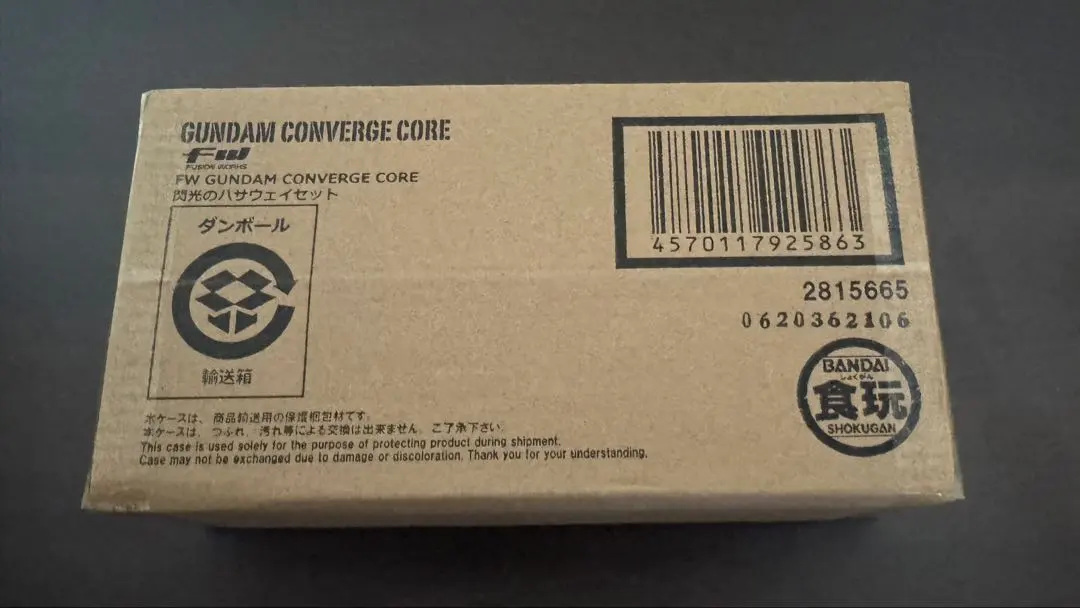 GUNDAM CONVERGE CORE
FW
FUSION WORKS
FW GUNDAM CONVERGE CORE
閃光のハサウェイセット
ダンボール
輸送箱
4570117925863
2815665
0620362106
BANDAI
しょくがん
食玩
SHOKUGAN
本ケースは、商品輸送用の保護梱包材です。
本ケースは、つぶれ、汚れ等による交換は出来ません。ご了承下さい。
This case is used solely for the purpose of protecting product during shipment.
Case may not be exchanged due to damage or discoloration. Thank you for your understanding.